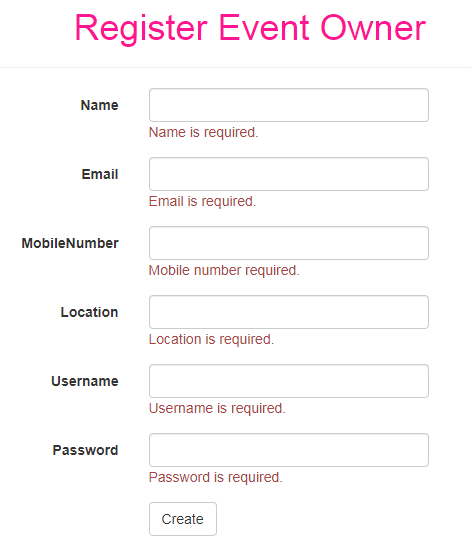 Register Event Owner
Name
Name is required.
Email
Email is required.
MobileNumber
Mobile number required.
Location
Location is required.
Username
Username is required.
Password
Password is required.
Create